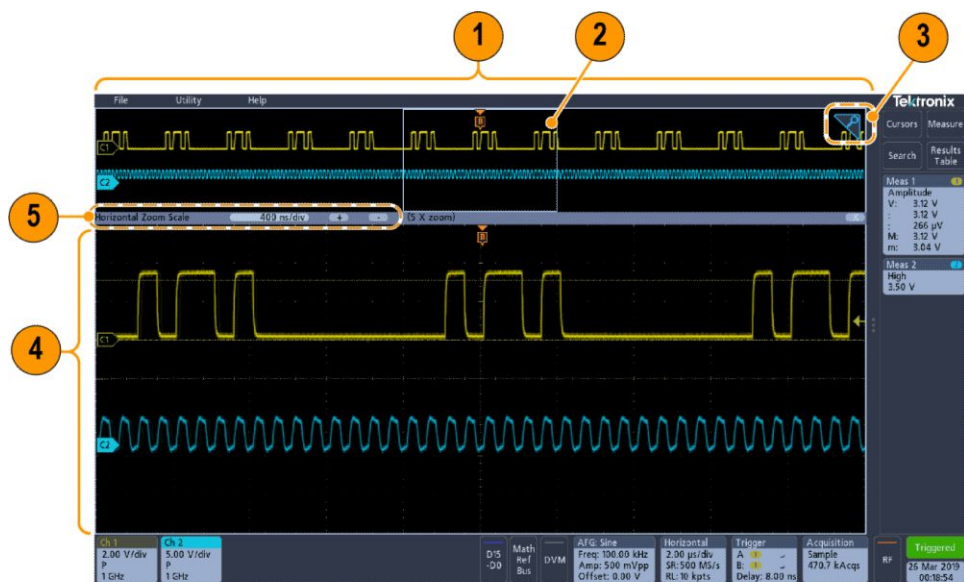 1
2
3
File Utility Help
Tektronix
Cursors Measure
Search Results Table
C1
B
C2
5
Horizontal Zoom Scale 400 ns/div + - (5 X zoom) X
B
Meas 1 1
Amplitude
V: 3.12 V
: 3.12 V
: 266 µV
M: 3.12 V
m: 3.04 V
Meas 2 2
High
3.50 V
4
C1
C2
Ch 1
2.00 V/div
P
1 GHz
Ch 2
5.00 V/div
P
1 GHz
D15
-D0
Math
Ref
Bus
DVM
AFG: Sine
Freq: 100.00 kHz
Amp: 500 mVpp
Offset: 0.00 V
Horizontal
2.00 µs/div
SR: 500 MS/s
RL: 10 kpts
Trigger
A: 1
B: 1
Delay: 8.00 ns
Acquisition
Sample
470.7 kAcqs
RF
Triggered
26 Mar 2019
00:18:54